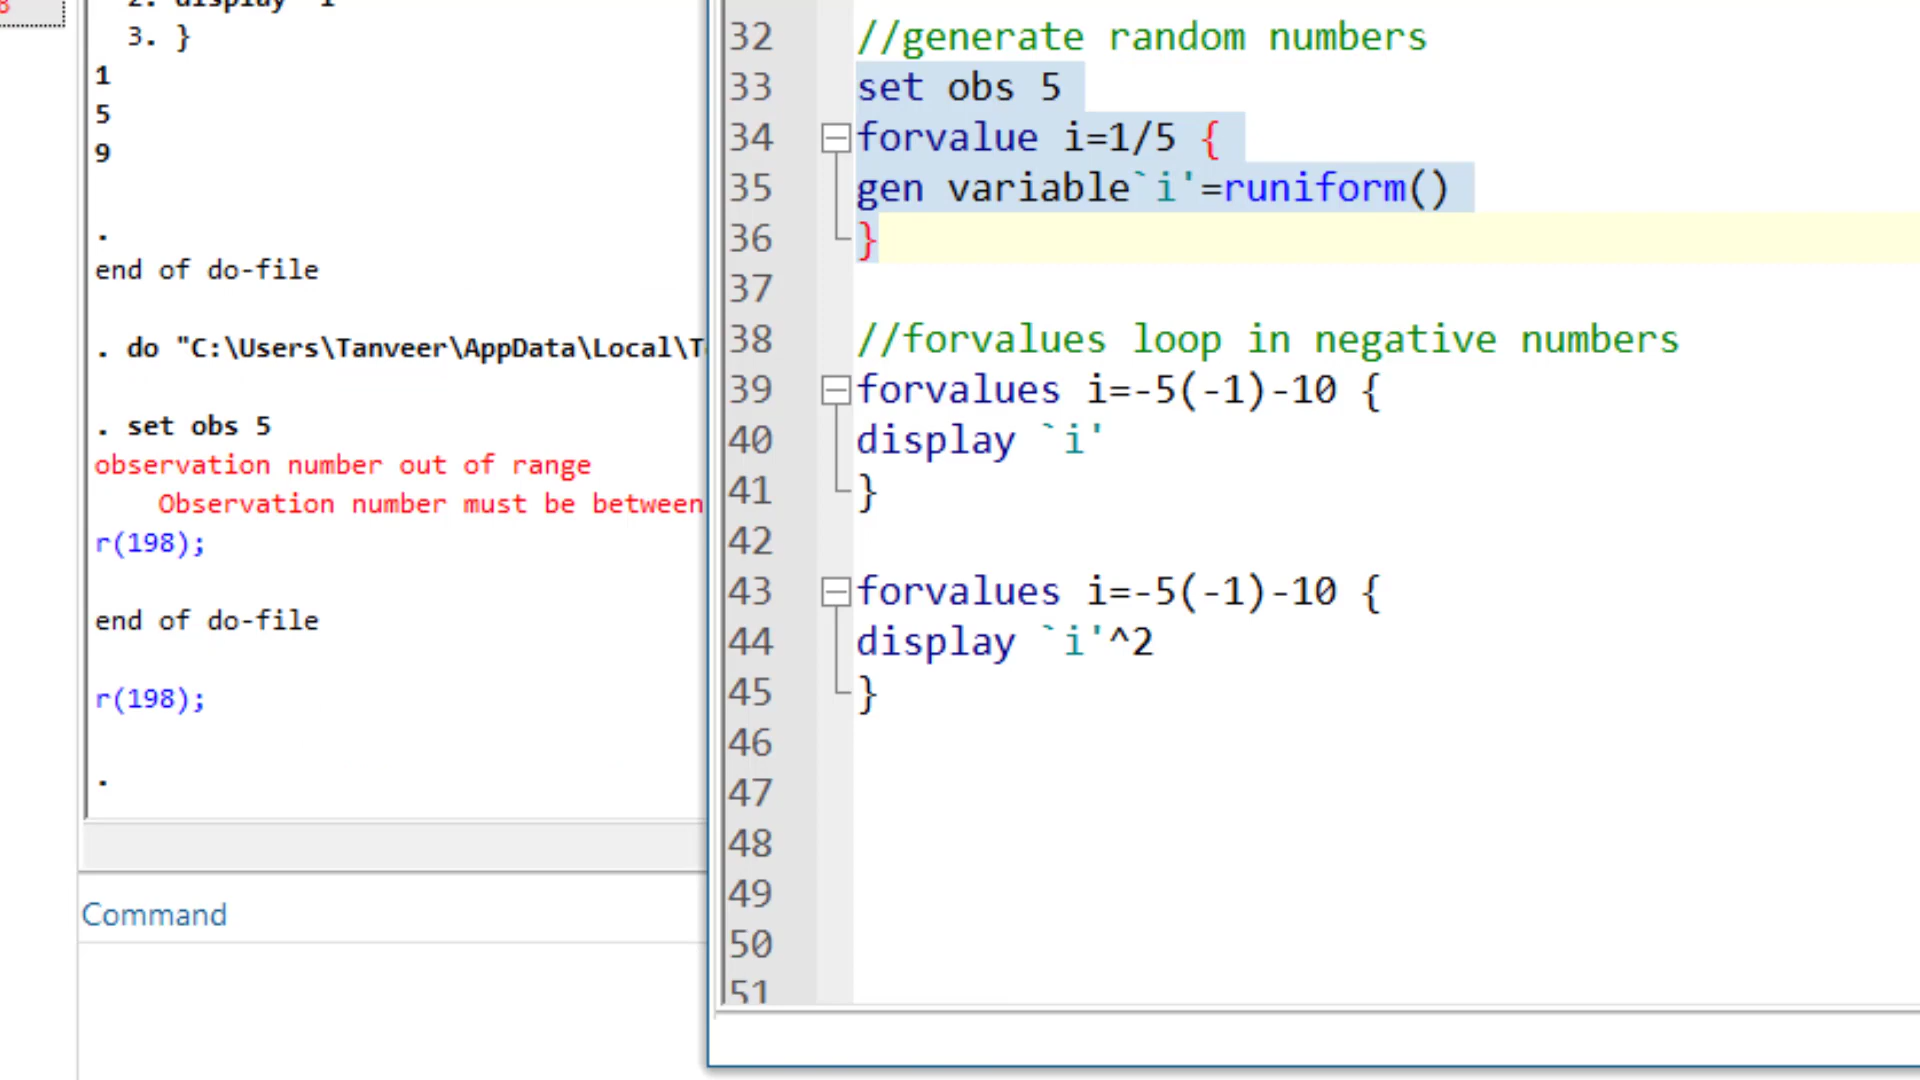 8
2. display `i'
3. }
1
5
9
.
end of do-file
. do "C:\Users\Tanveer\AppData\Local\T
. set obs 5
observation number out of range
Observation number must be between
r(198);
end of do-file
r(198);
.
Command
32 //generate random numbers
33 set obs 5
34 forvalue i=1/5 {
35 gen variable`i'=runiform()
36 }
37
38 //forvalues loop in negative numbers
39 forvalues i=-5(-1)-10 {
40 display `i'
41 }
42
43 forvalues i=-5(-1)-10 {
44 display `i'^2
45 }
46
47
48
49
50
51